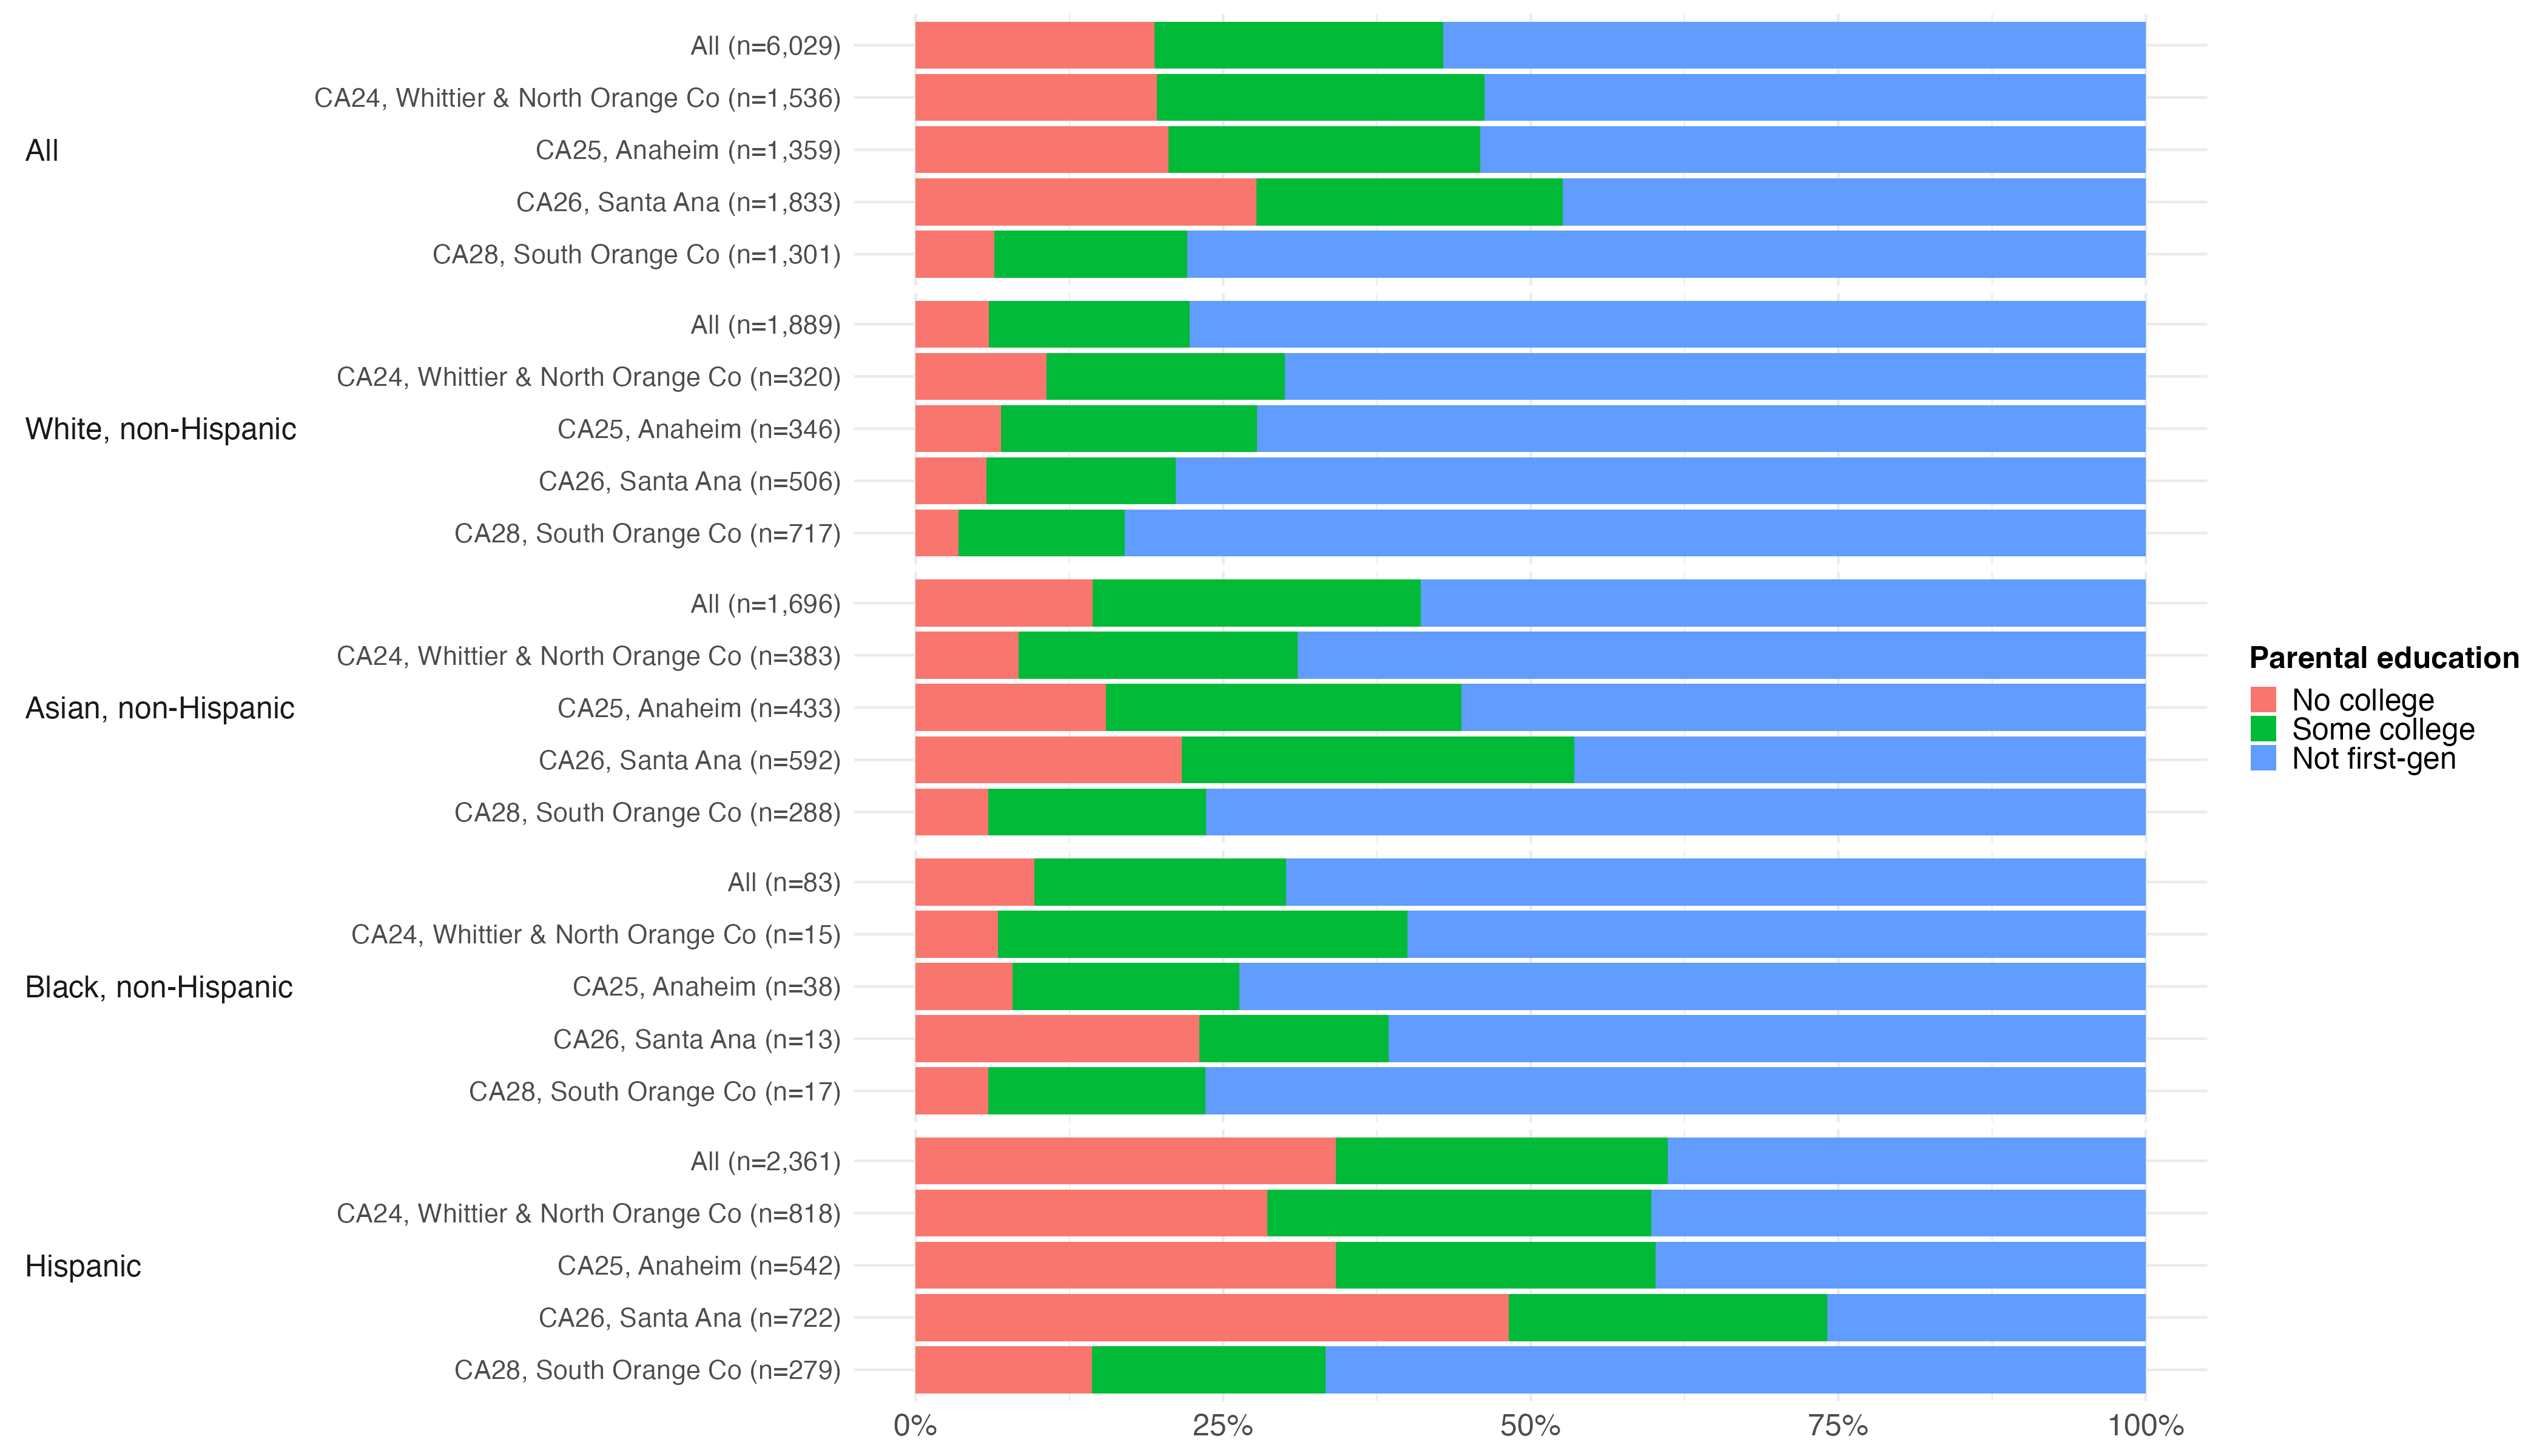 All
All (n=6,029)
CA24, Whittier & North Orange Co (n=1,536)
CA25, Anaheim (n=1,359)
CA26, Santa Ana (n=1,833)
CA28, South Orange Co (n=1,301)
White, non-Hispanic
All (n=1,889)
CA24, Whittier & North Orange Co (n=320)
CA25, Anaheim (n=346)
CA26, Santa Ana (n=506)
CA28, South Orange Co (n=717)
Asian, non-Hispanic
All (n=1,696)
CA24, Whittier & North Orange Co (n=383)
CA25, Anaheim (n=433)
CA26, Santa Ana (n=592)
CA28, South Orange Co (n=288)
Black, non-Hispanic
All (n=83)
CA24, Whittier & North Orange Co (n=15)
CA25, Anaheim (n=38)
CA26, Santa Ana (n=13)
CA28, South Orange Co (n=17)
Hispanic
All (n=2,361)
CA24, Whittier & North Orange Co (n=818)
CA25, Anaheim (n=542)
CA26, Santa Ana (n=722)
CA28, South Orange Co (n=279)
0% 25% 50% 75% 100%
Parental education
No college
Some college
Not first-gen